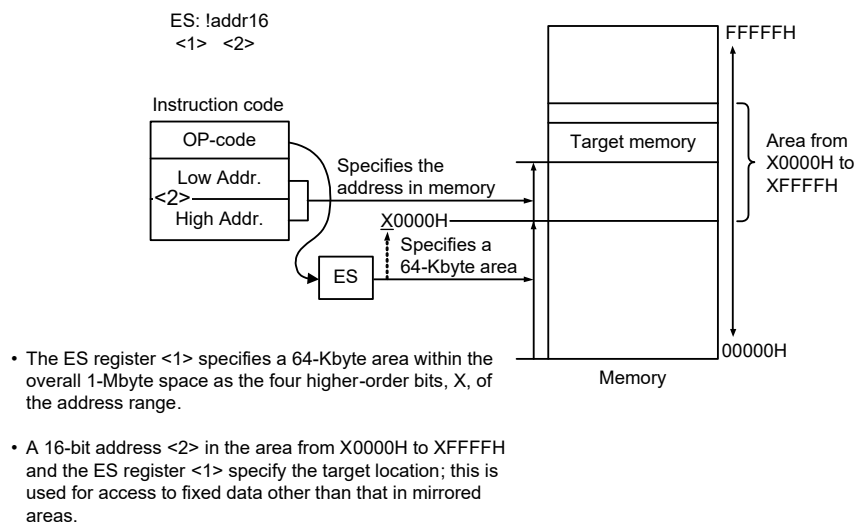 ES: !addr16
<1> <2>
FFFFFH
Instruction code
OP-code
Target memory
Area from
X0000H to
XFFFFH
Low Addr.
Specifies the
address in memory
<2>
High Addr.
X0000H
Specifies a
64-Kbyte area
ES
00000H
Memory
• The ES register <1> specifies a 64-Kbyte area within the
overall 1-Mbyte space as the four higher-order bits, X, of
the address range.
• A 16-bit address <2> in the area from X0000H to XFFFFH
and the ES register <1> specify the target location; this is
used for access to fixed data other than that in mirrored
areas.